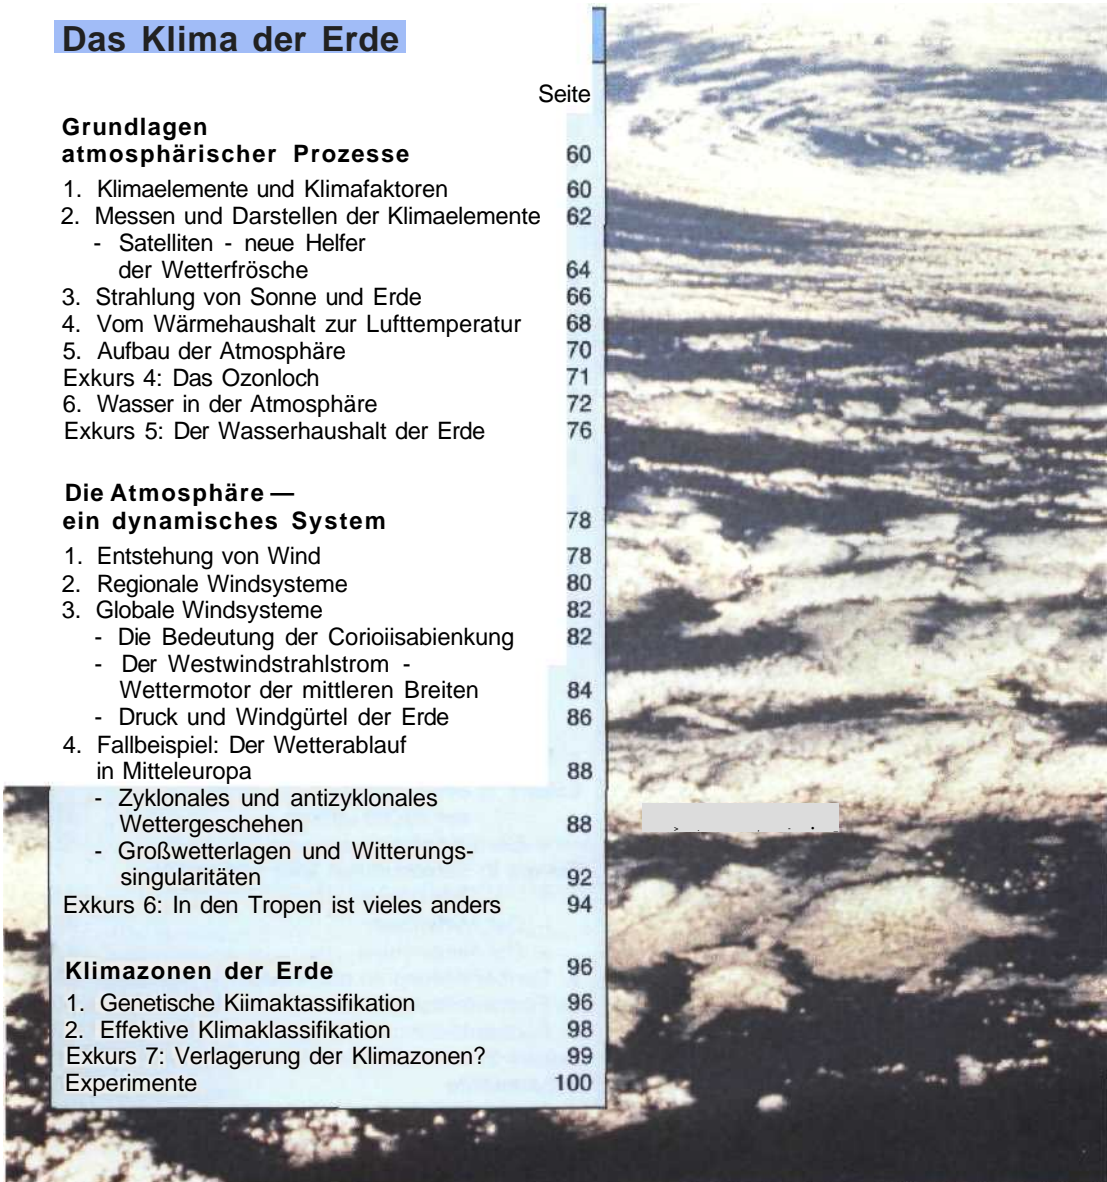 Das Klima der Erde
Seite
Grundlagen
atmosphärischer Prozesse 60
1. Klimaelemente und Klimafaktoren 60
2. Messen und Darstellen der Klimaelemente 62
- Satelliten - neue Helfer
der Wetterfrösche 64
3. Strahlung von Sonne und Erde 66
4. Vom Wärmehaushalt zur Lufttemperatur 68
5. Aufbau der Atmosphäre 70
Exkurs 4: Das Ozonloch 71
6. Wasser in der Atmosphäre 72
Exkurs 5: Der Wasserhaushalt der Erde 76
Die Atmosphäre —
ein dynamisches System 78
1. Entstehung von Wind 78
2. Regionale Windsysteme 80
3. Globale Windsysteme 82
- Die Bedeutung der Corioiisabienkung 82
- Der Westwindstrahlstrom -
Wettermotor der mittleren Breiten 84
- Druck und Windgürtel der Erde 86
4. Fallbeispiel: Der Wetterablauf
in Mitteleuropa 88
- Zyklonales und antizyklonales
Wettergeschehen 88
- Großwetterlagen und Witterungs-
singularitäten 92
Exkurs 6: In den Tropen ist vieles anders 94
Klimazonen der Erde 96
1. Genetische Kiimaktassifikation 96
2. Effektive Klimaklassifikation 98
Exkurs 7: Verlagerung der Klimazonen? 99
Experimente 100